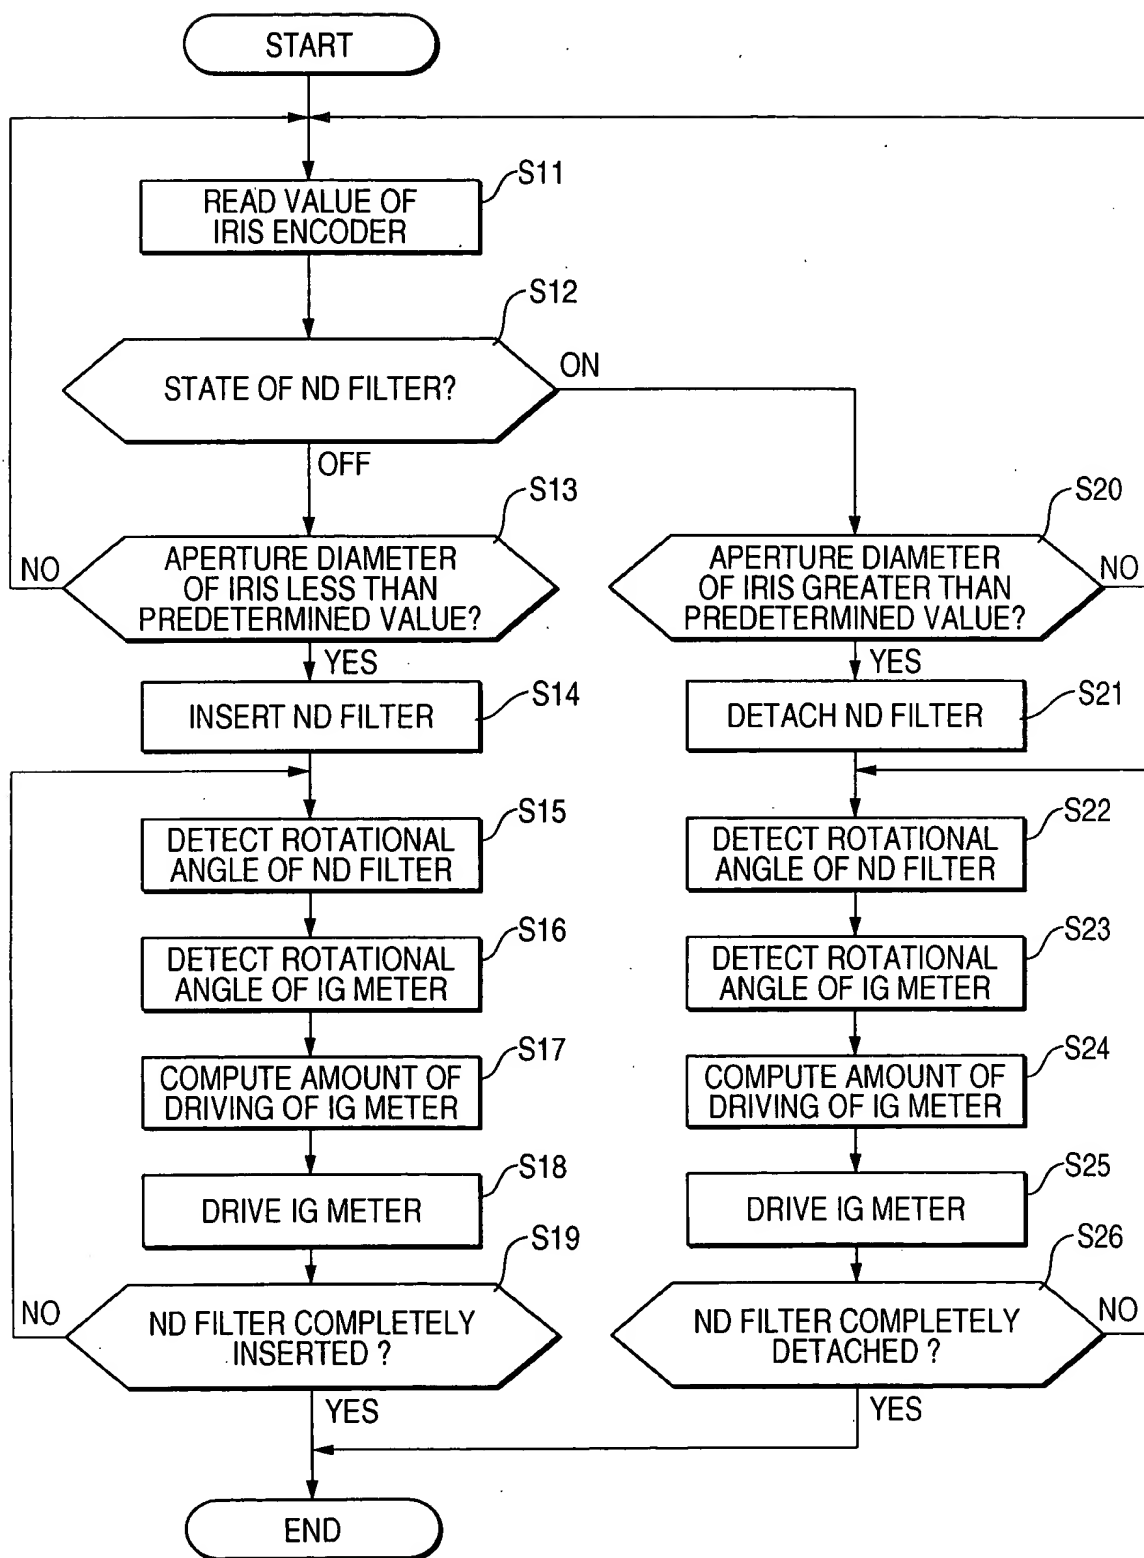 START
S11
READ VALUE OF
IRIS ENCODER
S12
STATE OF ND FILTER?
ON
OFF
S13
APERTURE DIAMETER
OF IRIS LESS THAN
PREDETERMINED VALUE?
NO
YES
S20
APERTURE DIAMETER
OF IRIS GREATER THAN
PREDETERMINED VALUE?
NO
YES
S14
INSERT ND FILTER
S21
DETACH ND FILTER
S15
DETECT ROTATIONAL
ANGLE OF ND FILTER
S22
DETECT ROTATIONAL
ANGLE OF ND FILTER
S16
DETECT ROTATIONAL
ANGLE OF IG METER
S23
DETECT ROTATIONAL
ANGLE OF IG METER
S17
COMPUTE AMOUNT OF
DRIVING OF IG METER
S24
COMPUTE AMOUNT OF
DRIVING OF IG METER
S18
DRIVE IG METER
S25
DRIVE IG METER
S19
ND FILTER COMPLETELY
INSERTED ?
NO
YES
S26
ND FILTER COMPLETELY
DETACHED ?
NO
YES
END